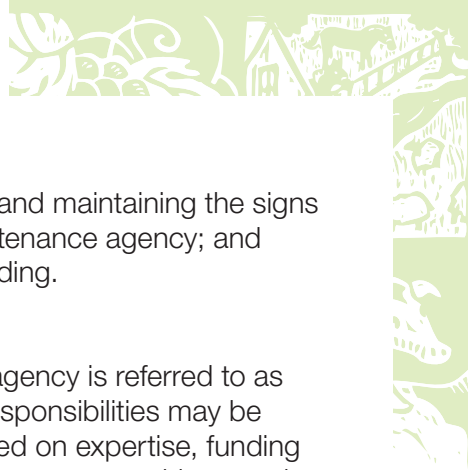 and maintaining the signs
tenance agency; and
ding.
agency is referred to as
sponsibilities may be
ed on expertise, funding